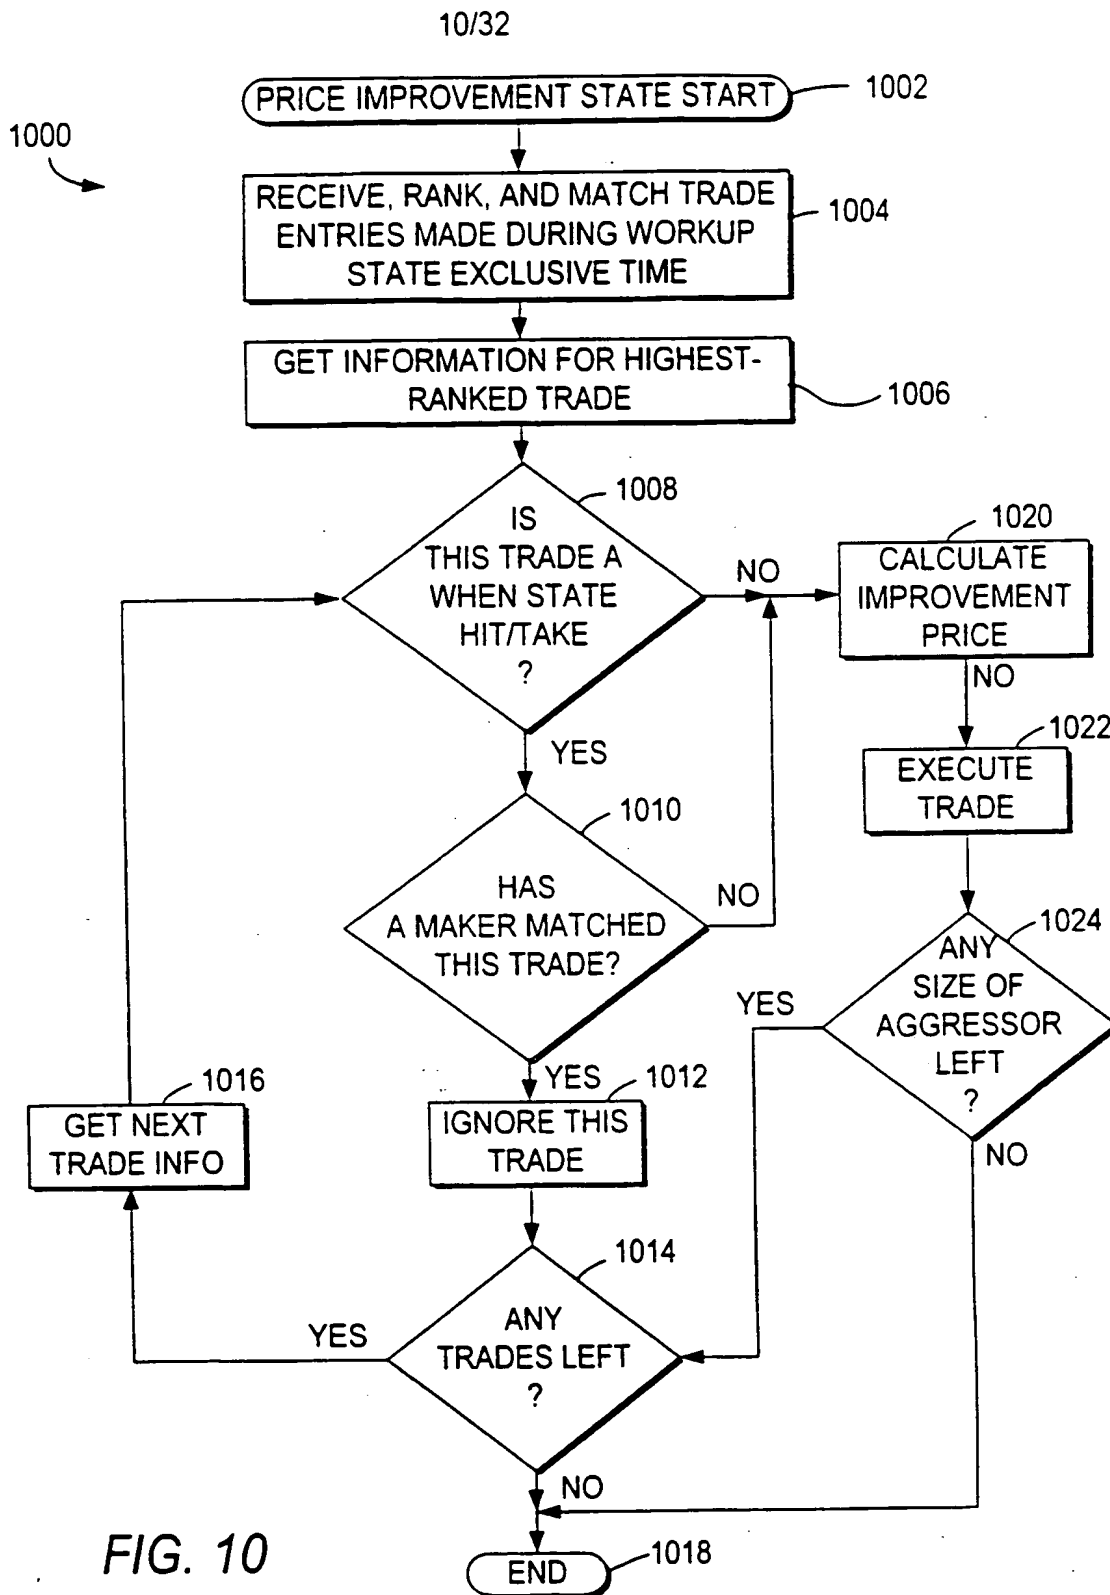 10/32
PRICE IMPROVEMENT STATE START
1002
1000
RECEIVE, RANK, AND MATCH TRADE
ENTRIES MADE DURING WORKUP
STATE EXCLUSIVE TIME
1004
GET INFORMATION FOR HIGHEST-
RANKED TRADE
1006
IS
THIS TRADE A
WHEN STATE
HIT/TAKE
?
1008
NO
YES
1020
CALCULATE
IMPROVEMENT
PRICE
NO
1022
EXECUTE
TRADE
1010
HAS
A MAKER MATCHED
THIS TRADE?
NO
YES
1024
ANY
SIZE OF
AGGRESSOR
LEFT
?
YES
NO
1012
IGNORE THIS
TRADE
1016
GET NEXT
TRADE INFO
1014
ANY
TRADES LEFT
?
YES
NO
END
1018
FIG. 10